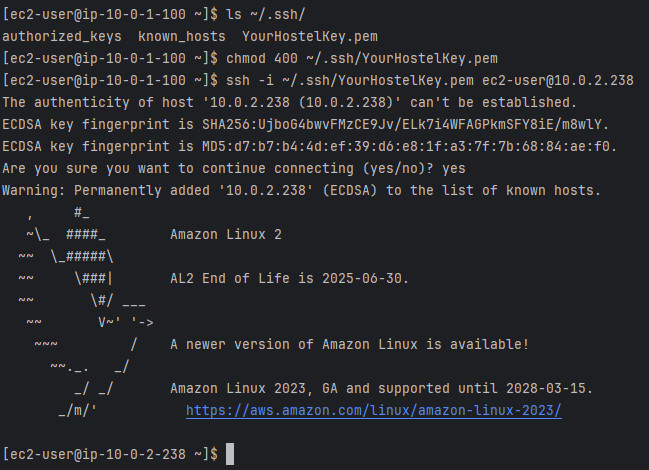 [ec2-user@ip-10-0-1-100 ~]$ ls ~/.ssh/
authorized_keys  known_hosts  YourHostelKey.pem
[ec2-user@ip-10-0-1-100 ~]$ chmod 400 ~/.ssh/YourHostelKey.pem
[ec2-user@ip-10-0-1-100 ~]$ ssh -i ~/.ssh/YourHostelKey.pem ec2-user@10.0.2.238
The authenticity of host '10.0.2.238 (10.0.2.238)' can't be established.
ECDSA key fingerprint is SHA256:UjboG4bwvFMzCE9Jv/ELk7i4WFAGPkmSFY8iE/m8wlY.
ECDSA key fingerprint is MD5:d7:b7:b4:4d:ef:39:d6:e8:1f:a3:7f:7b:68:84:ae:f0.
Are you sure you want to continue connecting (yes/no)? yes
Warning: Permanently added '10.0.2.238' (ECDSA) to the list of known hosts.
   ,     #_
   ~\_  ####_        Amazon Linux 2
  ~~  \_#####\
  ~~     \###|       AL2 End of Life is 2025-06-30.
  ~~       \#/ ___
   ~~       V~' '->
    ~~~         /    A newer version of Amazon Linux is available!
      ~~._.   _/
         _/ _/       Amazon Linux 2023, GA and supported until 2028-03-15.
       _/m/'           https://aws.amazon.com/linux/amazon-linux-2023/
[ec2-user@ip-10-0-2-238 ~]$